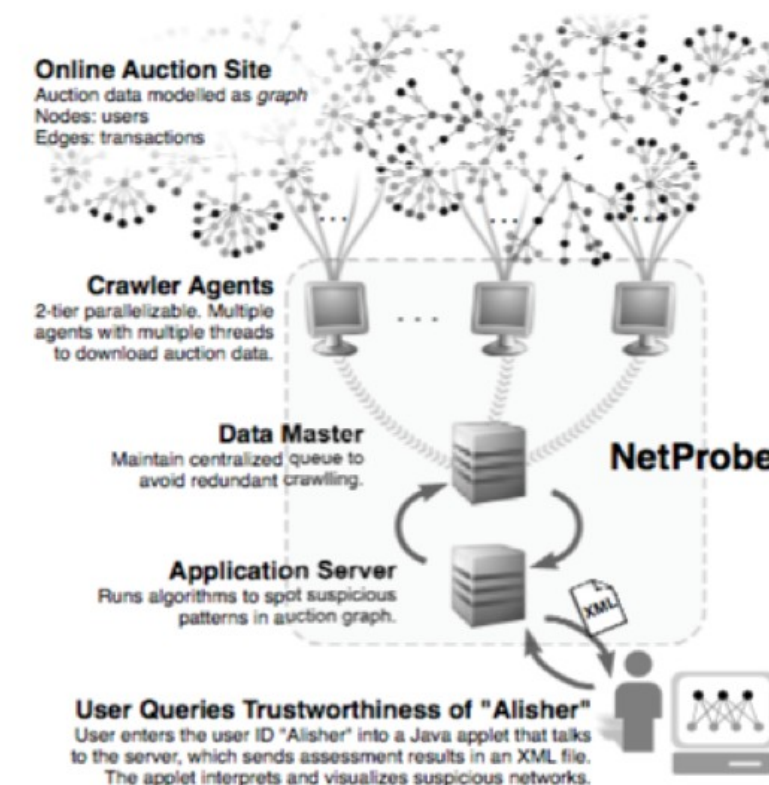 Online Auction Site
Auction data modelled as graph
Nodes: users
Edges: transactions
...
...
Crawler Agents
2-tier parallelizable. Multiple
agents with multiple threads
to download auction data.
...
Data Master
Maintain centralized queue to
avoid redundant crawlling.
NetProbe
Application Server
Runs algorithms to spot suspicious
patterns in auction graph.
XML
User Queries Trustworthiness of "Alisher"
User enters the user ID "Alisher" into a Java applet that talks
to the server, which sends assessment results in an XML file.
The applet interprets and visualizes suspicious networks.